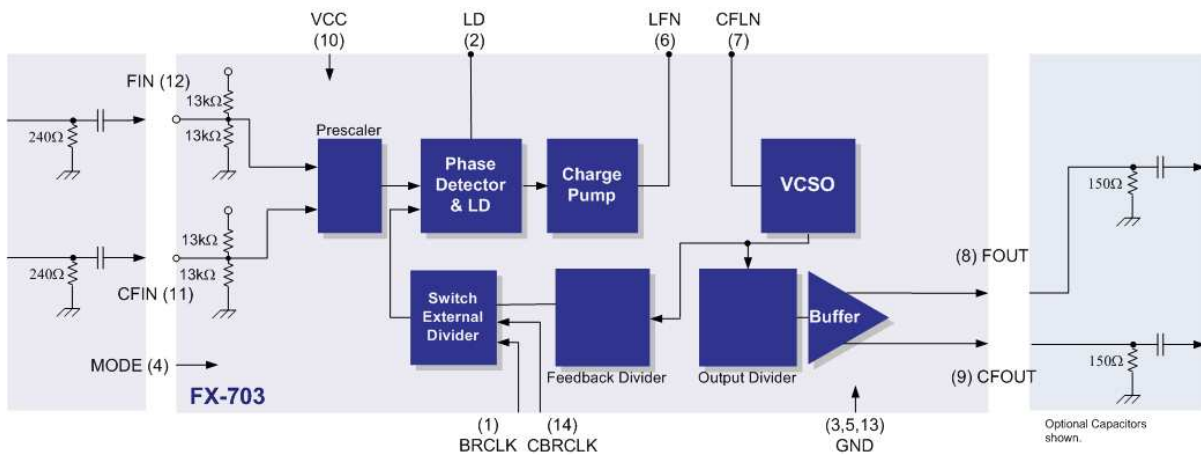 VCC
(10)
LD
(2)
LFN
(6)
CFLN
(7)
FIN (12)
13kΩ
13kΩ
240Ω
Prescaler
Phase
Detector
& LD
Charge
Pump
VCSO
150Ω
13kΩ
13kΩ
240Ω
CFIN (11)
(8) FOUT
Switch
External
Divider
Buffer
150Ω
MODE (4)
Feedback Divider
Output Divider
(9) CFOUT
FX-703
(1)
BRCLK
(14)
CBRCLK
(3,5,13)
GND
Optional Capacitors
shown.